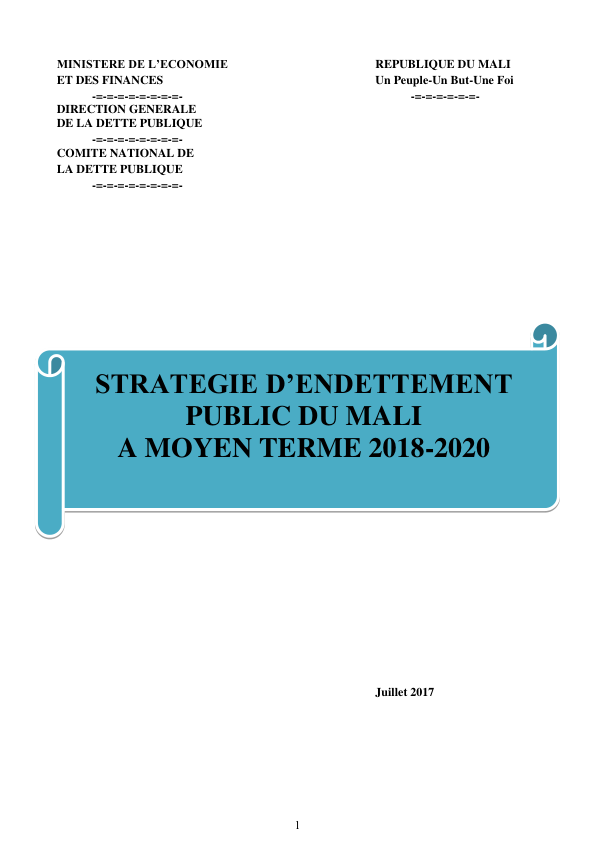 MINISTERE DE L’ECONOMIE
ET DES FINANCES
-=-=-=-=-=-=-=-=-
DIRECTION GENERALE
DE LA DETTE PUBLIQUE
-=-=-=-=-=-=-=-=-
COMITE NATIONAL DE
LA DETTE PUBLIQUE
-=-=-=-=-=-=-=-=-
REPUBLIQUE DU MALI
Un Peuple-Un But-Une Foi
-=-=-=-=-=-=-
STRATEGIE D’ENDETTEMENT
PUBLIC DU MALI
A MOYEN TERME 2018-2020
Juillet 2017
1